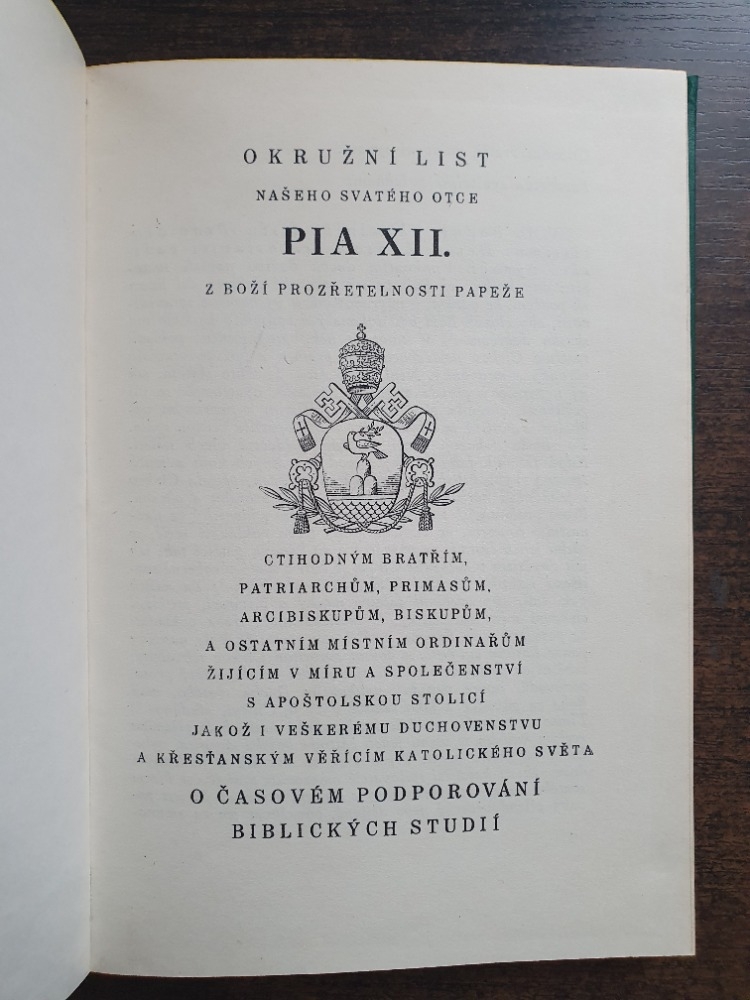 OKRUŽNÍ LIST
NAŠEHO SVATÉHO OTCE
PIA XII.
Z BOŽÍ PROZŘETELNOSTI PAPEŽE
CTIHODNÝM BRATŘÍM,
PATRIARCHŮM, PRIMASŮM,
ARCIBISKUPŮM, BISKUPŮM,
A OSTATNÍM MÍSTNÍM ORDINAŘŮM
ŽIJÍCÍM V MÍRU A SPOLEČENSTVÍ
S APOŠTOLSKOU STOLICÍ
JAKOŽ I VEŠKERÉMU DUCHOVENSTVU
A KŘESŤANSKÝM VĚŘÍCÍM KATOLICKÉHO SVĚTA
O ČASOVÉM PODPOROVÁNÍ
BIBLICKÝCH STUDIÍ